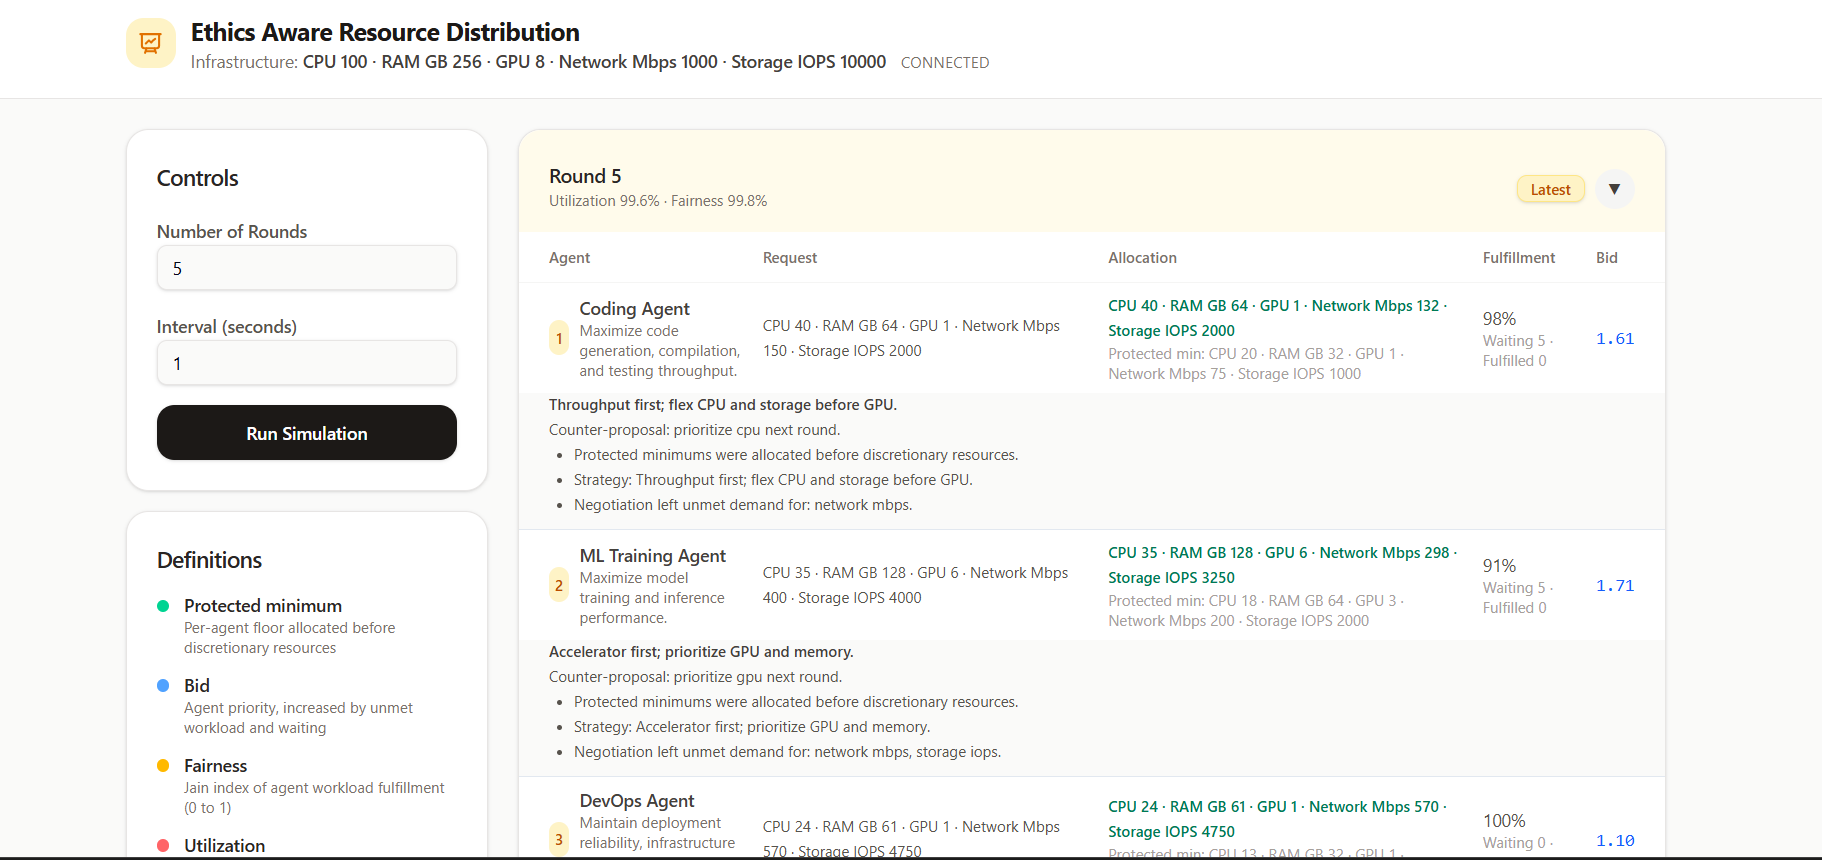 Ethics Aware Resource Distribution
Infrastructure: CPU 100 · RAM GB 256 · GPU 8 · Network Mbps 1000 · Storage IOPS 10000 CONNECTED
Controls
Number of Rounds
5
Interval (seconds)
1
Run Simulation
Definitions
Protected minimum
Per-agent floor allocated before
discretionary resources
Bid
Agent priority, increased by unmet
workload and waiting
Fairness
Jain index of agent workload fulfillment
(0 to 1)
Utilization
Round 5
Utilization 99.6% · Fairness 99.8%
Latest
▼
Agent Request Allocation Fulfillment Bid
1
Coding Agent
Maximize code
generation, compilation,
and testing throughput.
CPU 40 · RAM GB 64 · GPU 1 · Network Mbps
150 · Storage IOPS 2000
CPU 40 · RAM GB 64 · GPU 1 · Network Mbps 132 ·
Storage IOPS 2000
Protected min: CPU 20 · RAM GB 32 · GPU 1 ·
Network Mbps 75 · Storage IOPS 1000
98%
Waiting 5 ·
Fulfilled 0
1.61
Throughput first; flex CPU and storage before GPU.
Counter-proposal: prioritize cpu next round.
• Protected minimums were allocated before discretionary resources.
• Strategy: Throughput first; flex CPU and storage before GPU.
• Negotiation left unmet demand for: network mbps.
2
ML Training Agent
Maximize model
training and inference
performance.
CPU 35 · RAM GB 128 · GPU 6 · Network Mbps
400 · Storage IOPS 4000
CPU 35 · RAM GB 128 · GPU 6 · Network Mbps 298 ·
Storage IOPS 3250
Protected min: CPU 18 · RAM GB 64 · GPU 3 ·
Network Mbps 200 · Storage IOPS 2000
91%
Waiting 5 ·
Fulfilled 0
1.71
Accelerator first; prioritize GPU and memory.
Counter-proposal: prioritize gpu next round.
• Protected minimums were allocated before discretionary resources.
• Strategy: Accelerator first; prioritize GPU and memory.
• Negotiation left unmet demand for: network mbps, storage iops.
3
DevOps Agent
Maintain deployment
reliability, infrastructure
CPU 24 · RAM GB 61 · GPU 1 · Network Mbps
570 · Storage IOPS 4750
CPU 24 · RAM GB 61 · GPU 1 · Network Mbps 570 ·
Storage IOPS 4750
Protected min: CPU 13 · RAM GB 32 · GPU 1 ·
100%
Waiting 0 ·
1.10